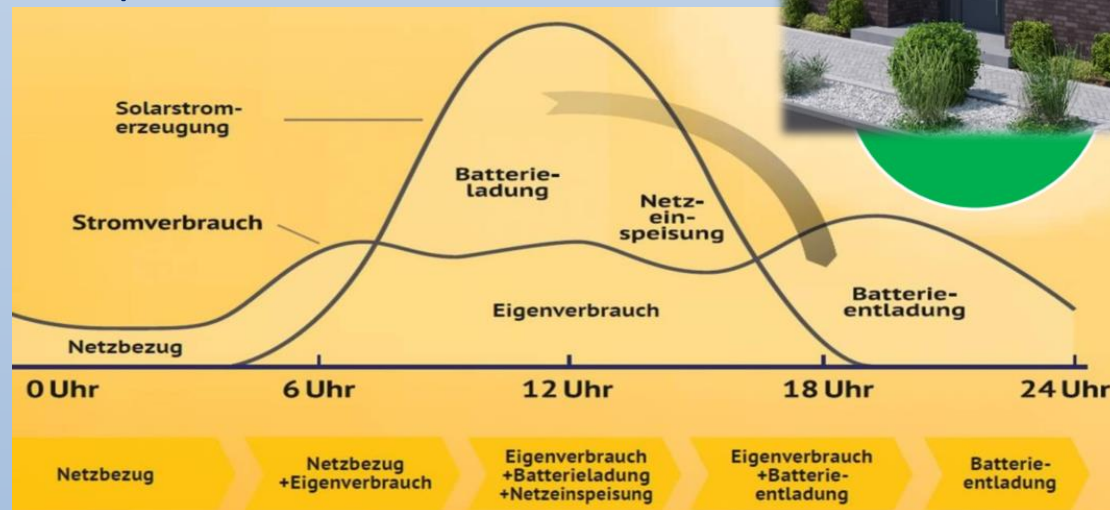 Solarstrom-
erzeugung
Batterie-
ladung
Netz-
ein-
speisung
Stromverbrauch
Eigenverbrauch
Batterie-
entladung
Netzbezug
0 Uhr
6 Uhr
12 Uhr
18 Uhr
24 Uhr
Netzbezug
Netzbezug
+Eigenverbrauch
Eigenverbrauch
+Batterieladung
+Netzeinspeisung
Eigenverbrauch
+Batterie-
entladung
Batterie-
entladung